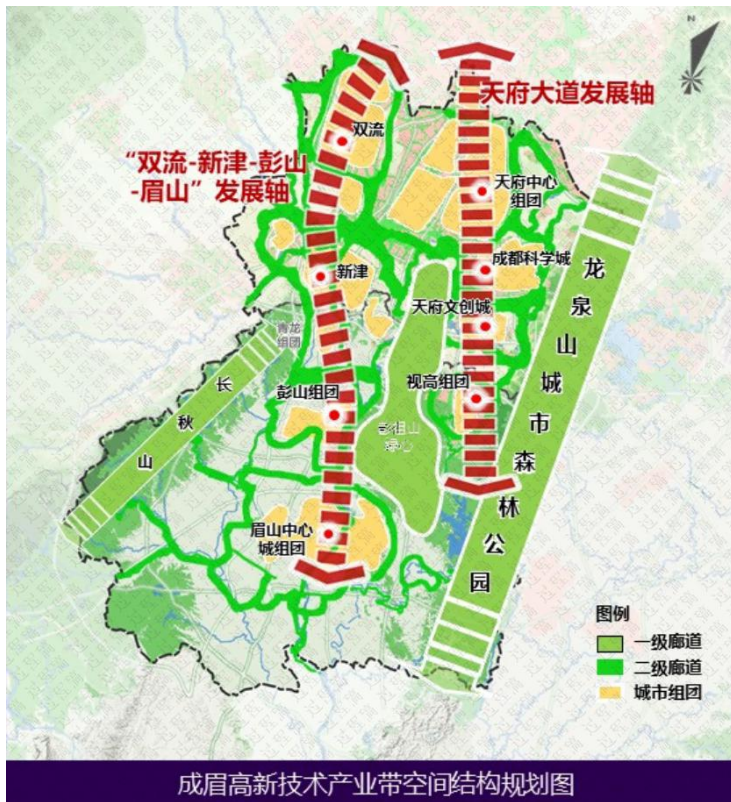 N
天府大道发展轴
双流
“双流-新津-彭山
-眉山”发展轴
天府中心
组团
成都科学城
新津
龙泉山城市森林公园
天府文创城
青龙
组团
视高组团
彭山组团
长秋山
眉山中心
城组团
图例
一级廊道
二级廊道
城市组团
成眉高新技术产业带空间结构规划图